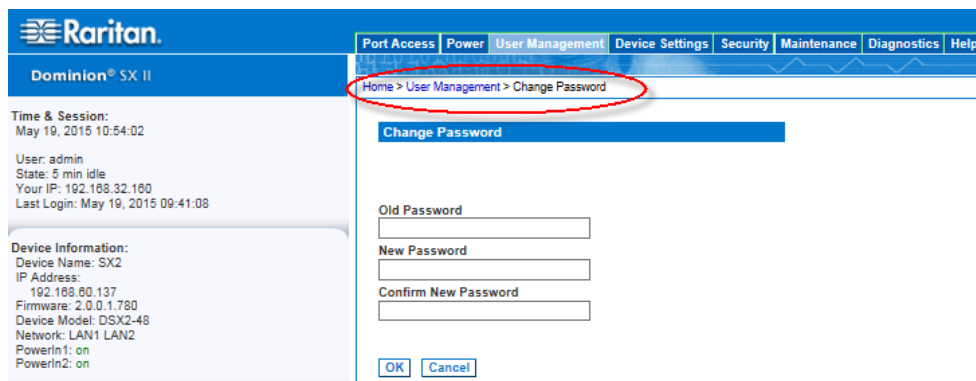 Raritan.
Dominion® SX II
Time & Session:
May 19, 2015 10:54:02
User: admin
State: 5 min idle
Your IP: 192.168.32.160
Last Login: May 19, 2015 09:41:08
Device Information:
Device Name: SX2
IP Address:
192.168.60.137
Firmware: 2.0.0.1.780
Device Model: DSX2-48
Network: LAN1 LAN2
PowerIn1: on
PowerIn2: on
Port Access Power User Management Device Settings Security Maintenance Diagnostics Help
Home > User Management > Change Password
Change Password
Old Password
New Password
Confirm New Password
OK Cancel